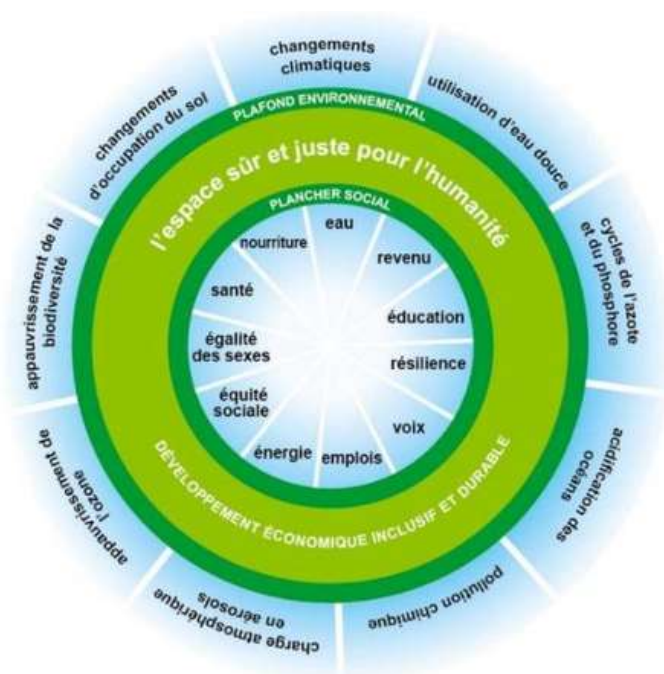 changements
climatiques
utilisation d'eau douce
cycles de l'azote
et du phosphore
acidification des
océans
pollution chimique
charge atmosphérique
en aérosols
appauvrissement de
l'ozone
appauvrissement de la
biodiversité
changements
d'occupation du sol
PLAFOND ENVIRONNEMENTAL
l'espace sûr et juste pour l'humanité
PLANCHER SOCIAL
eau
revenu
éducation
résilience
voix
emplois
énergie
équité
sociale
égalité
des sexes
santé
nourriture
DÉVELOPPEMENT ÉCONOMIQUE INCLUSIF ET DURABLE